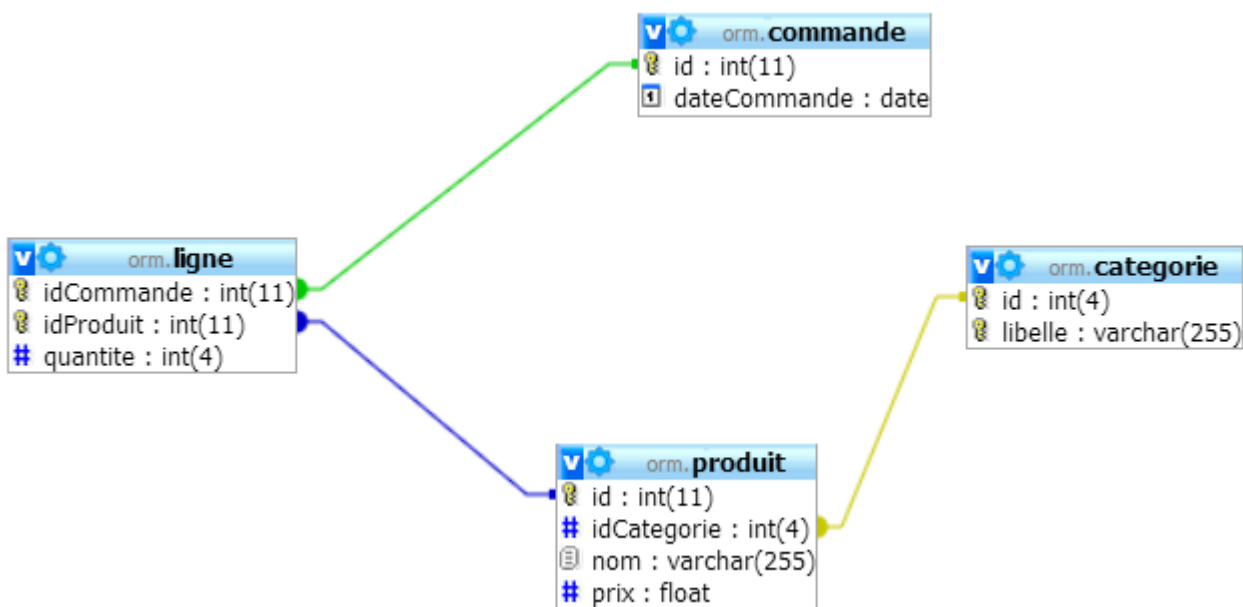 orm.commande
id : int(11)
dateCommande : date
orm.ligne
idCommande : int(11)
idProduit : int(11)
# quantite : int(4)
orm.categorie
id : int(4)
libelle : varchar(255)
orm.produit
id : int(11)
# idCategorie : int(4)
nom : varchar(255)
# prix : float